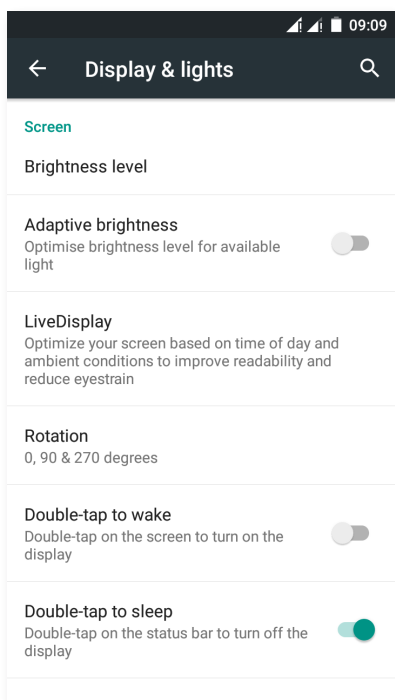 09:09
Display & lights
Screen
Brightness level
Adaptive brightness
Optimise brightness level for available
light
LiveDisplay
Optimize your screen based on time of day and
ambient conditions to improve readability and
reduce eyestrain
Rotation
0, 90 & 270 degrees
Double-tap to wake
Double-tap on the screen to turn on the
display
Double-tap to sleep
Double-tap on the status bar to turn off the
display